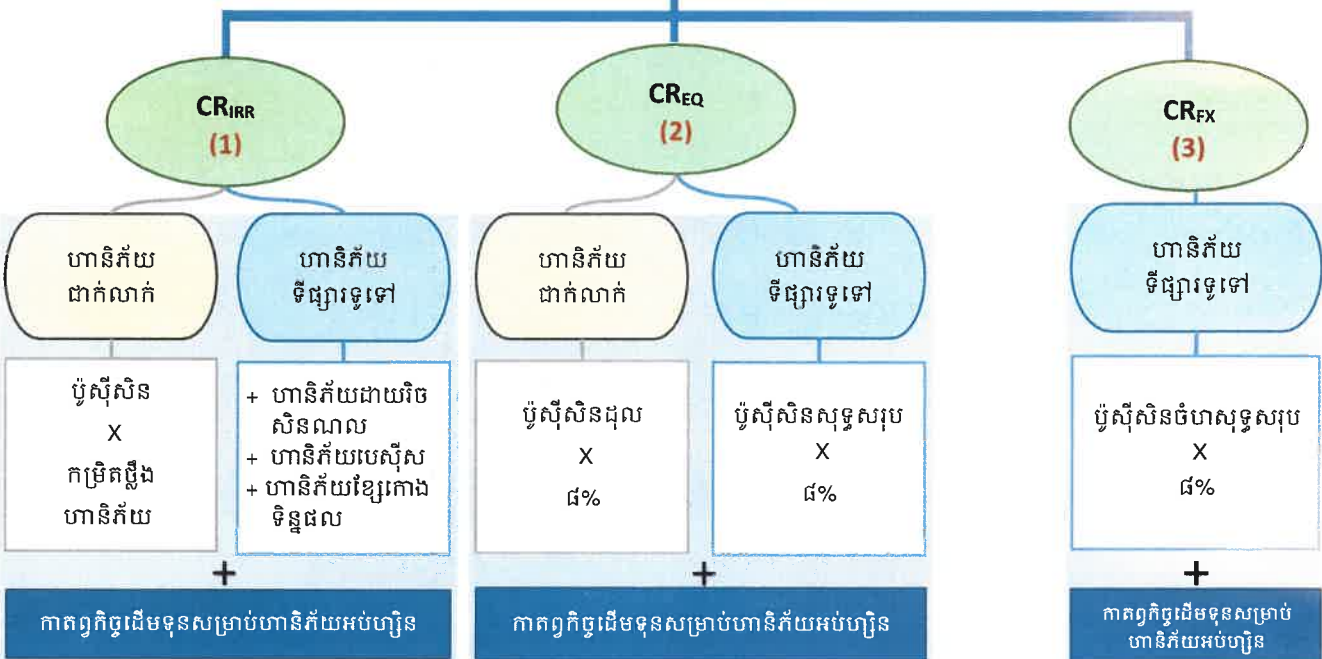 CRIRR
(1)
CREQ
(2)
CRFX
(3)
ហានិភ័យ
ជាក់លាក់
ហានិភ័យ
ទីផ្សារទូទៅ
ហានិភ័យ
ជាក់លាក់
ហានិភ័យ
ទីផ្សារទូទៅ
ហានិភ័យ
ទីផ្សារទូទៅ
ប៉ូស៊ីសិន
X
កម្រិតថ្លឹង
ហានិភ័យ
+ ហានិភ័យដាយរិច
សិនណល
+ ហានិភ័យបេស៊ីស
+ ហានិភ័យខ្សែកោង
ទិន្នផល
ប៉ូស៊ីសិនដុល
X
៨%
ប៉ូស៊ីសិនសុទ្ធសរុប
X
៨%
ប៉ូស៊ីសិនចំហសុទ្ធសរុប
X
៨%
+
+
+
កាតព្វកិច្ចដើមទុនសម្រាប់ហានិភ័យអប់ហ្សិន
កាតព្វកិច្ចដើមទុនសម្រាប់ហានិភ័យអប់ហ្សិន
កាតព្វកិច្ចដើមទុនសម្រាប់
ហានិភ័យអប់ហ្សិន